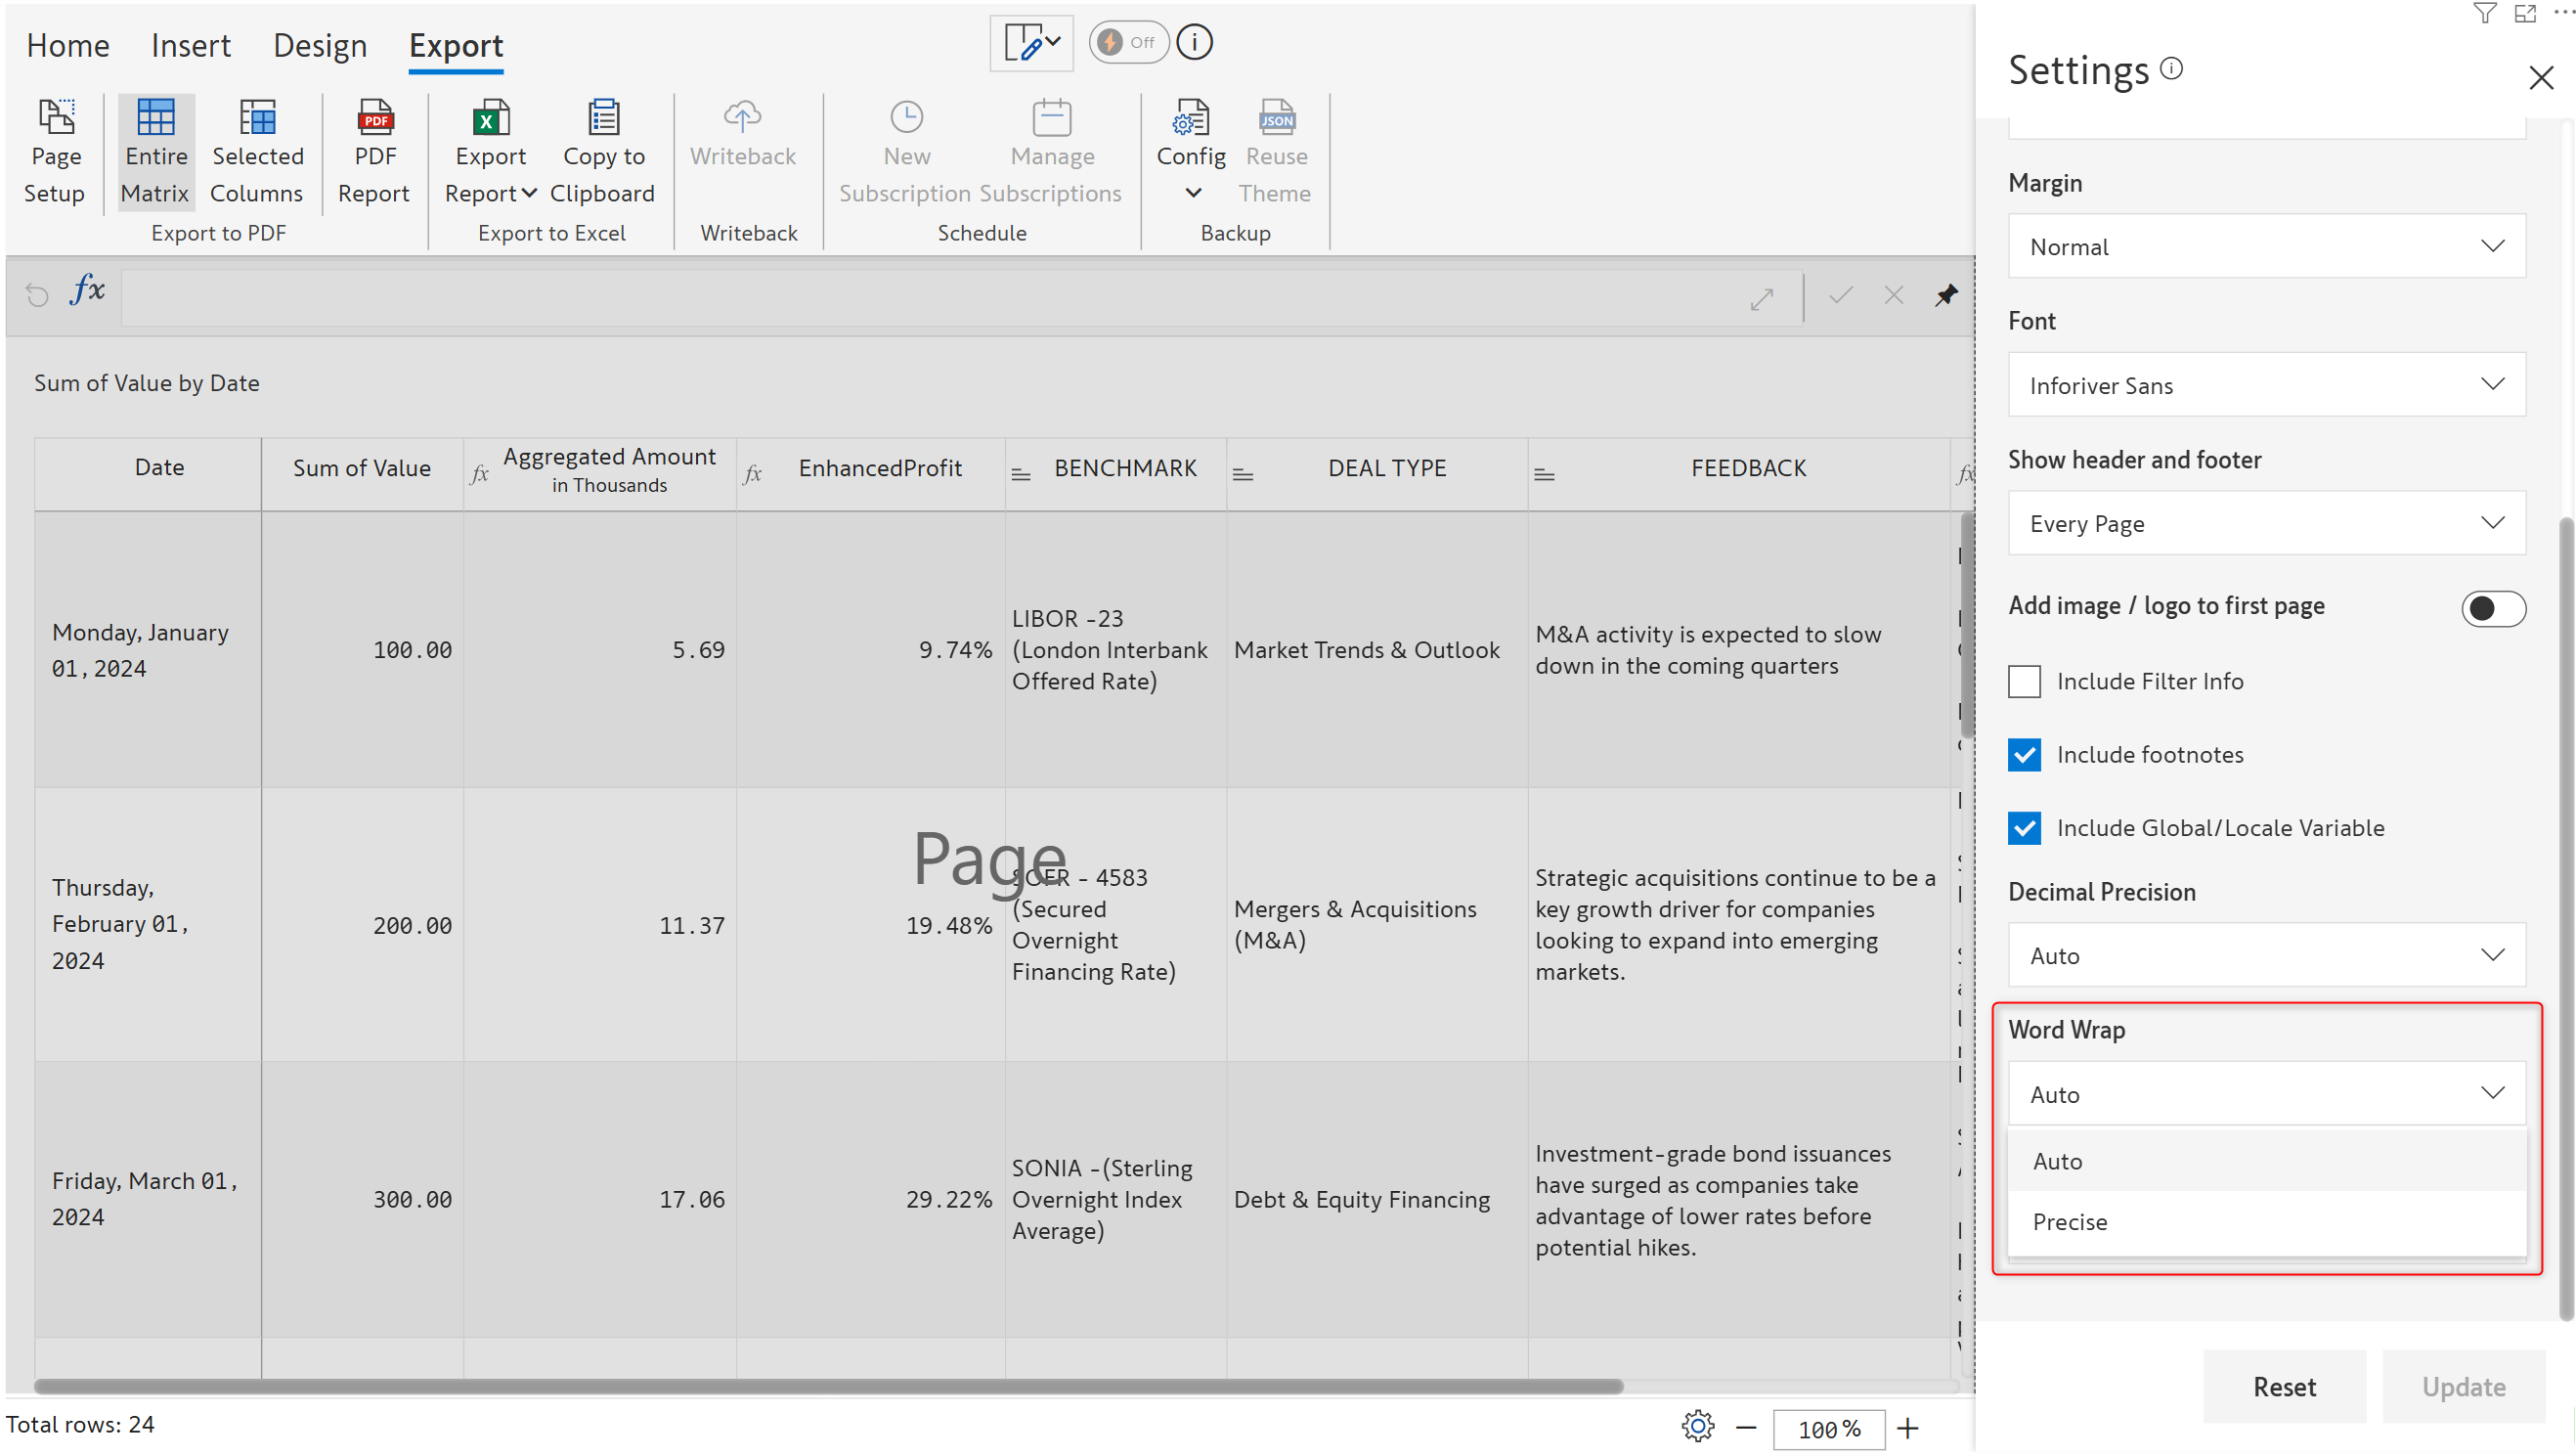 Home Insert Design Export
Off
Page Setup
Entire Matrix
Selected Columns
PDF
PDF Report
Export to PDF
X
Export Report
Copy to Clipboard
Export to Excel
Writeback
Writeback
New Subscription
Manage Subscriptions
Schedule
Config
JSON
Reuse Theme
Backup
fx
Sum of Value by Date
Date
Sum of Value
fx
Aggregated Amount
in Thousands
fx
EnhancedProfit
BENCHMARK
DEAL TYPE
FEEDBACK
Monday, January
01, 2024
100.00
5.69
9.74%
LIBOR -23
(London Interbank
Offered Rate)
Market Trends & Outlook
M&A activity is expected to slow
down in the coming quarters
Page
Thursday,
February 01,
2024
200.00
11.37
19.48%
SOFR - 4583
(Secured
Overnight
Financing Rate)
Mergers & Acquisitions
(M&A)
Strategic acquisitions continue to be a
key growth driver for companies
looking to expand into emerging
markets.
Friday, March 01,
2024
300.00
17.06
29.22%
SONIA -(Sterling
Overnight Index
Average)
Debt & Equity Financing
Investment-grade bond issuances
have surged as companies take
advantage of lower rates before
potential hikes.
Total rows: 24
100 %
Settings
Margin
Normal
Font
Inforiver Sans
Show header and footer
Every Page
Add image / logo to first page
Include Filter Info
Include footnotes
Include Global/Locale Variable
Decimal Precision
Auto
Word Wrap
Auto
Auto
Precise
Reset
Update